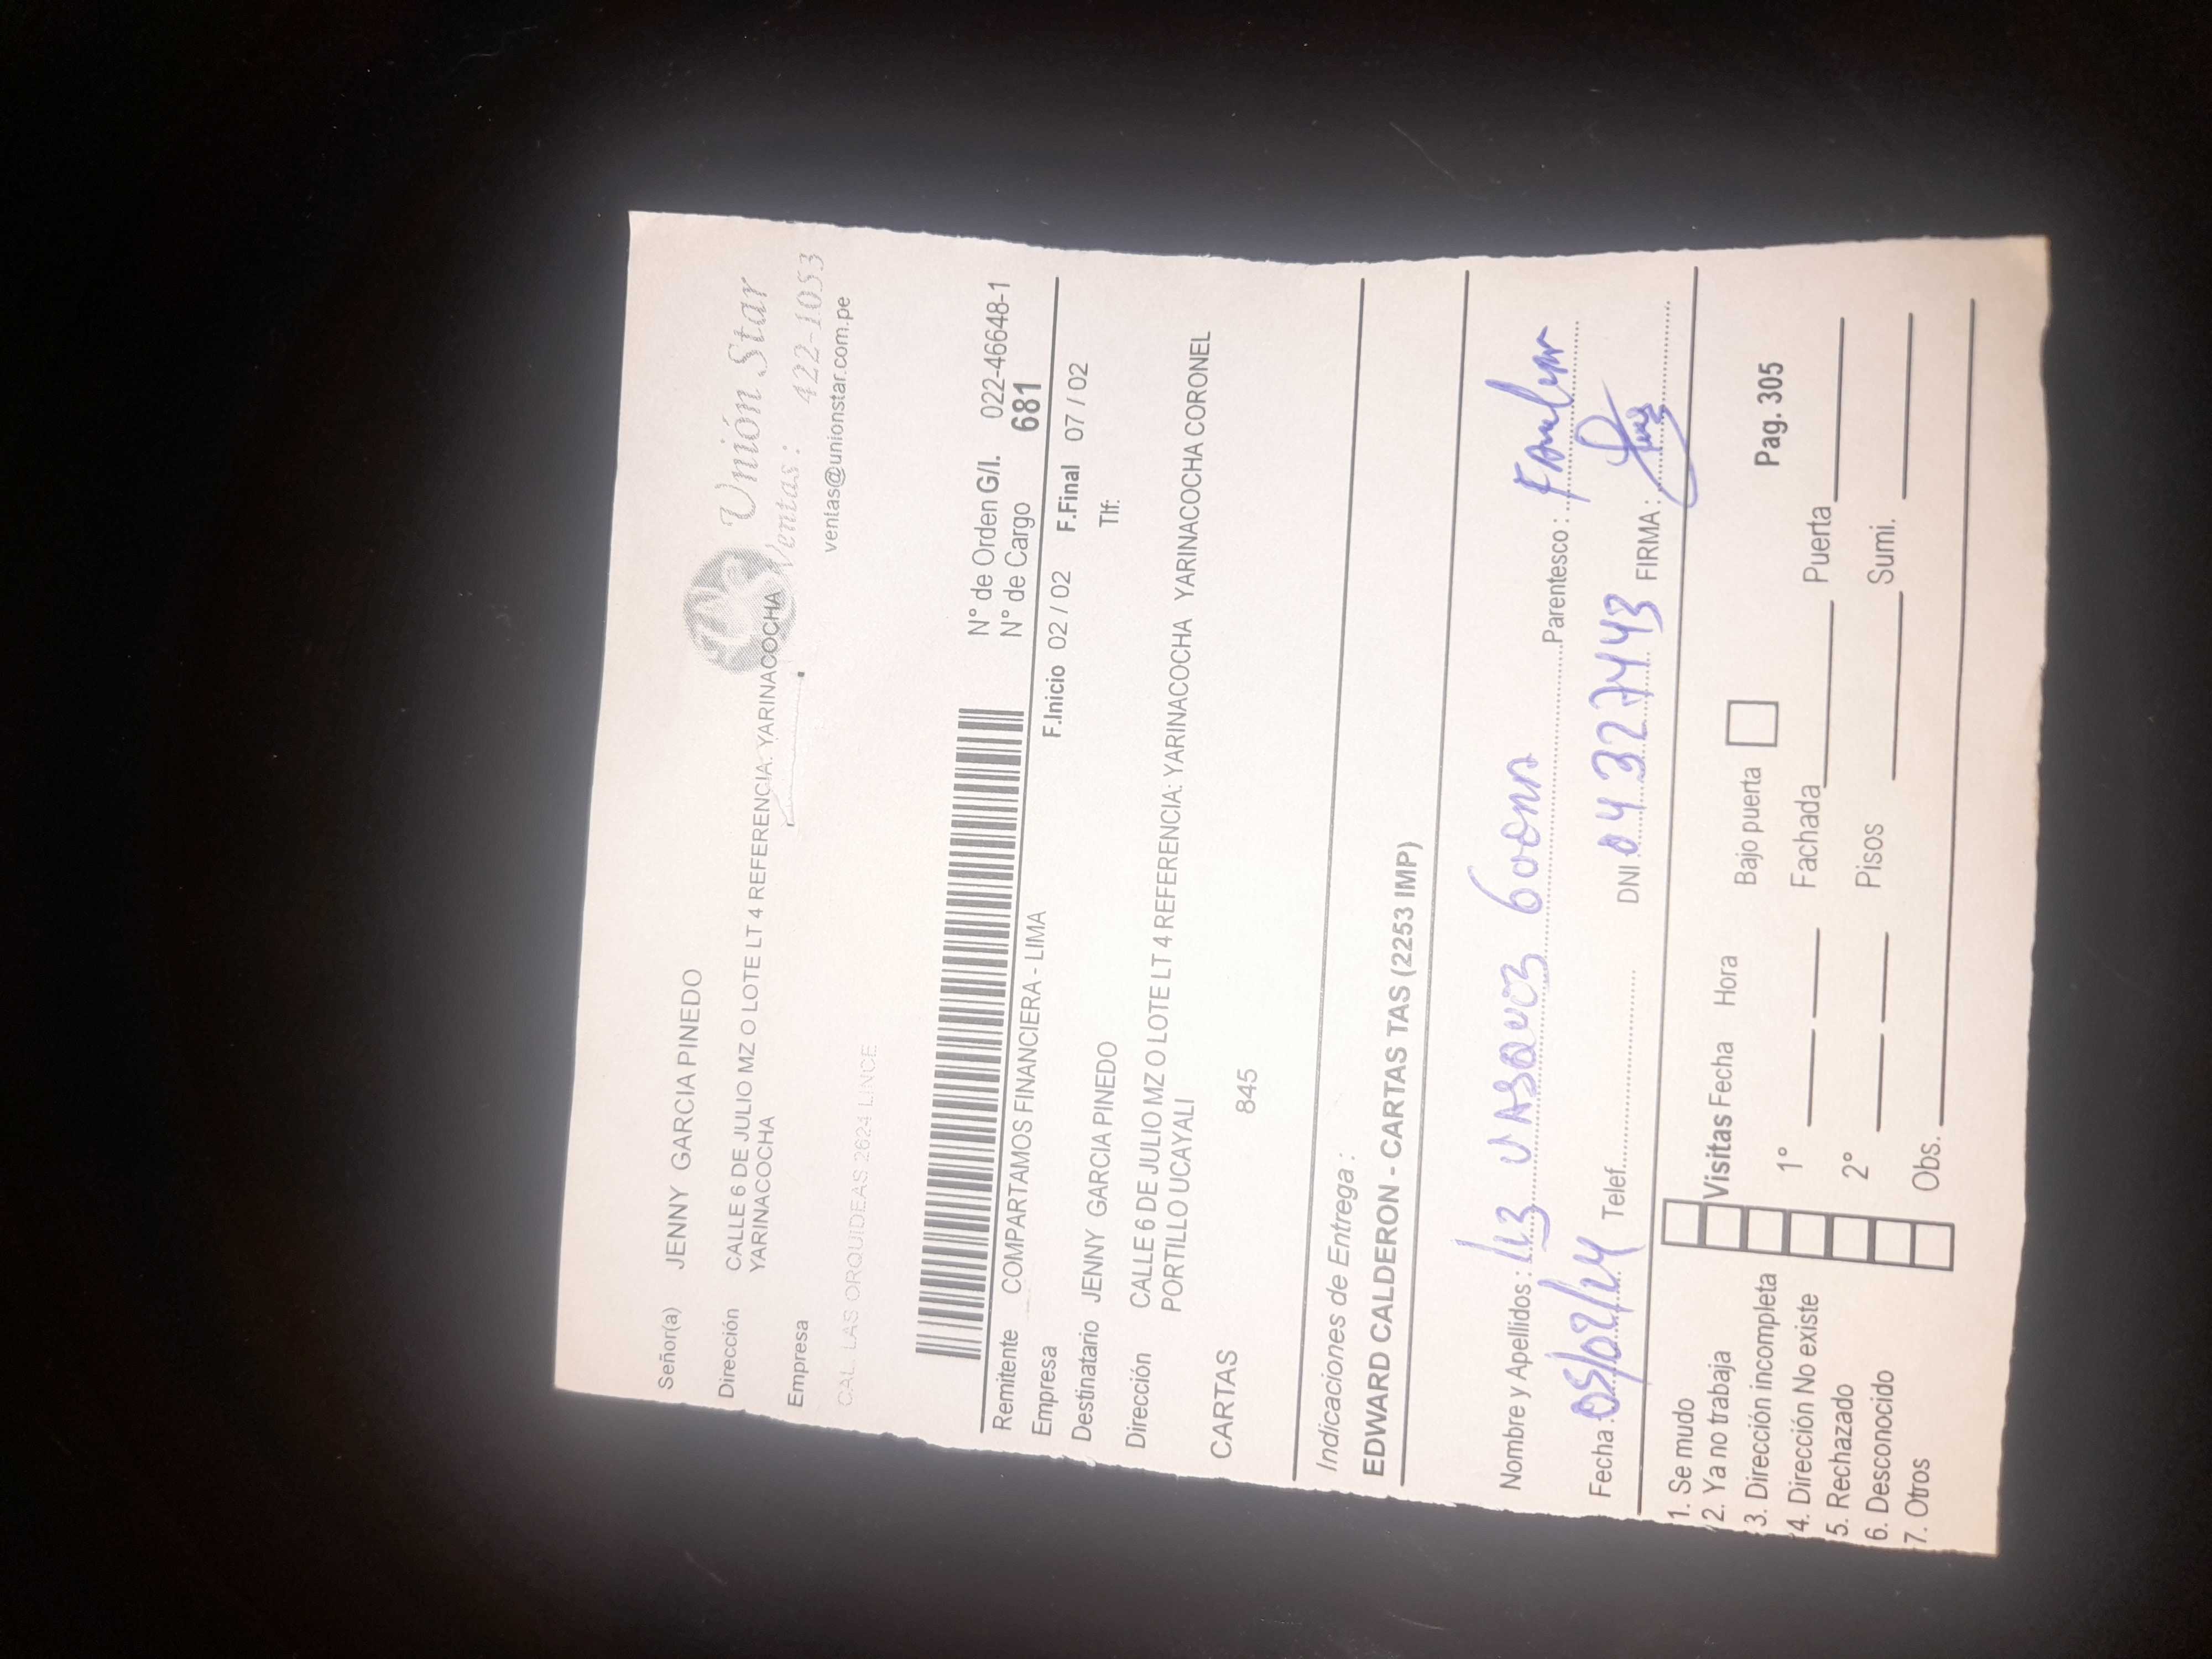 Señor(a) JENNY GARCIA PINEDO
Unión Star
Dirección CALLE 6 DE JULIO MZ O LOTE LT 4 REFERENCIA: YARINACOCHA
YARINACOCHA
Ventas: 422-1053
Empresa
ventas@unionstar.com.pe
CAL. LAS ORQUIDEAS 2624 LINCE
N° de Orden G/I. 022-46648-1
N° de Cargo 681
Remitente COMPARTAMOS FINANCIERA - LIMA
Empresa F.Inicio 02 / 02 F.Final 07 / 02
Destinatario JENNY GARCIA PINEDO Tlf:
Dirección CALLE 6 DE JULIO MZ O LOTE LT 4 REFERENCIA: YARINACOCHA YARINACOCHA CORONEL
PORTILLO UCAYALI
CARTAS 845
Indicaciones de Entrega :
EDWARD CALDERON - CARTAS TAS (2253 IMP)
Nombre y Apellidos : Liz VASQUEZ Parentesco : FAmiliar
Fecha 05/02/24 Telef. DNI 04327443 FIRMA :
1. Se mudo
2. Ya no trabaja Visitas Fecha Hora Bajo puerta Pag. 305
3. Dirección incompleta
4. Dirección No existe 1° Fachada Puerta
5. Rechazado
6. Desconocido 2° Pisos Sumi.
7. Otros Obs.